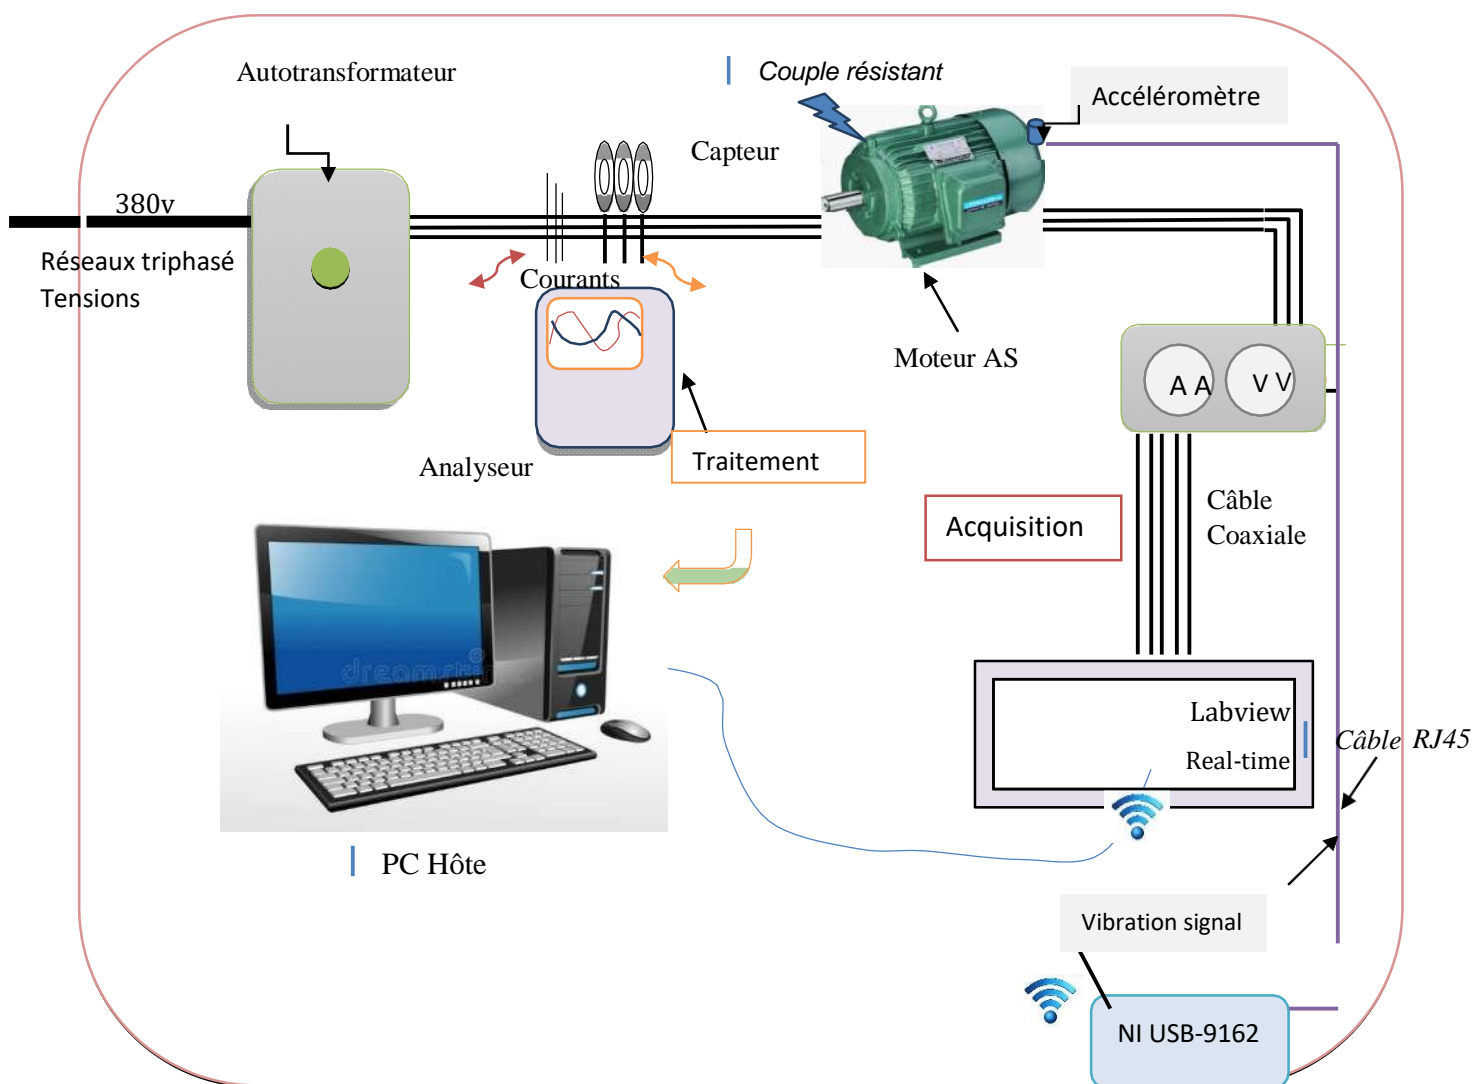 Autotransformateur
Couple résistant
Accéléromètre
Capteur
380v
Réseaux triphasé
Tensions
Courants
Moteur AS
A A
V V
Traitement
Analyseur
Acquisition
Câble
Coaxiale
dreamstin
Labview
Real-time
Câble RJ45
PC Hôte
Vibration signal
NI USB-9162